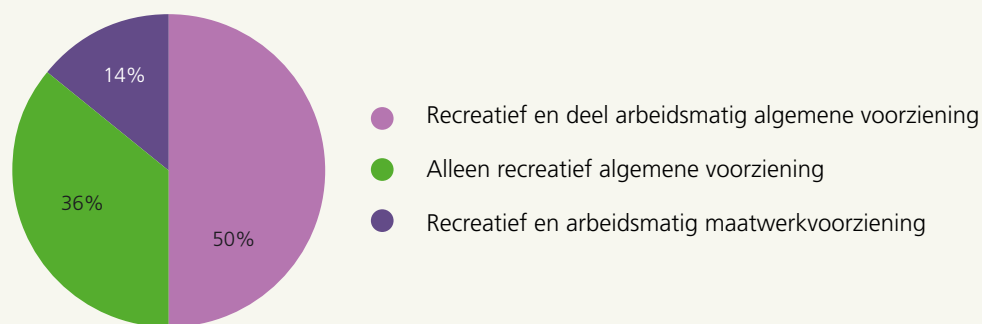 14%
36%
50%
Recreatief en deel arbeidsmatig algemene voorziening
Alleen recreatief algemene voorziening
Recreatief en arbeidsmatig maatwerkvoorziening